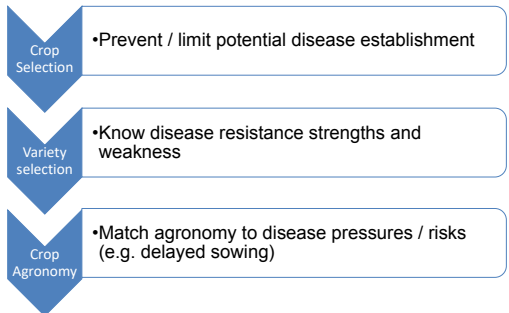 Crop
Selection
•Prevent / limit potential disease establishment
Variety
selection
•Know disease resistance strengths and
weakness
Crop
Agronomy
•Match agronomy to disease pressures / risks
(e.g. delayed sowing)